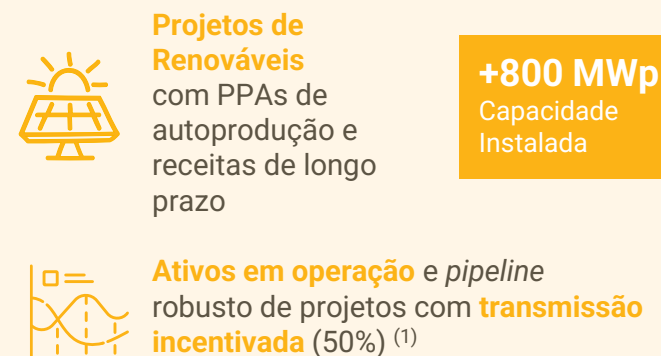 Projetos de
Renováveis
com PPAs de
autoprodução e
receitas de longo
prazo
+800 MWp
Capacidade
Instalada
Ativos em operação e pipeline
robusto de projetos com transmissão
incentivada (50%) (1)